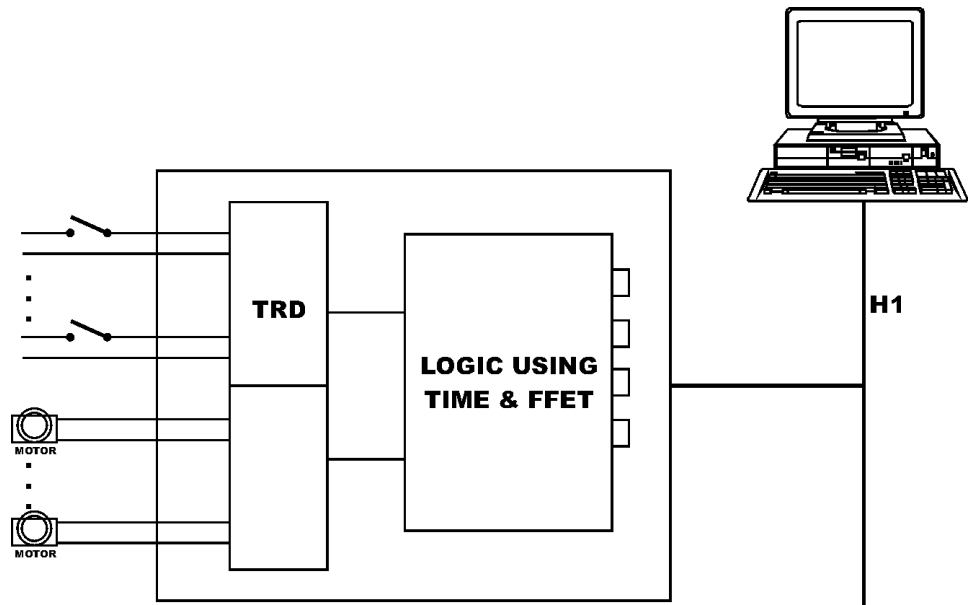 TRD
LOGIC USING
TIME & FFET
H1
MOTOR
MOTOR